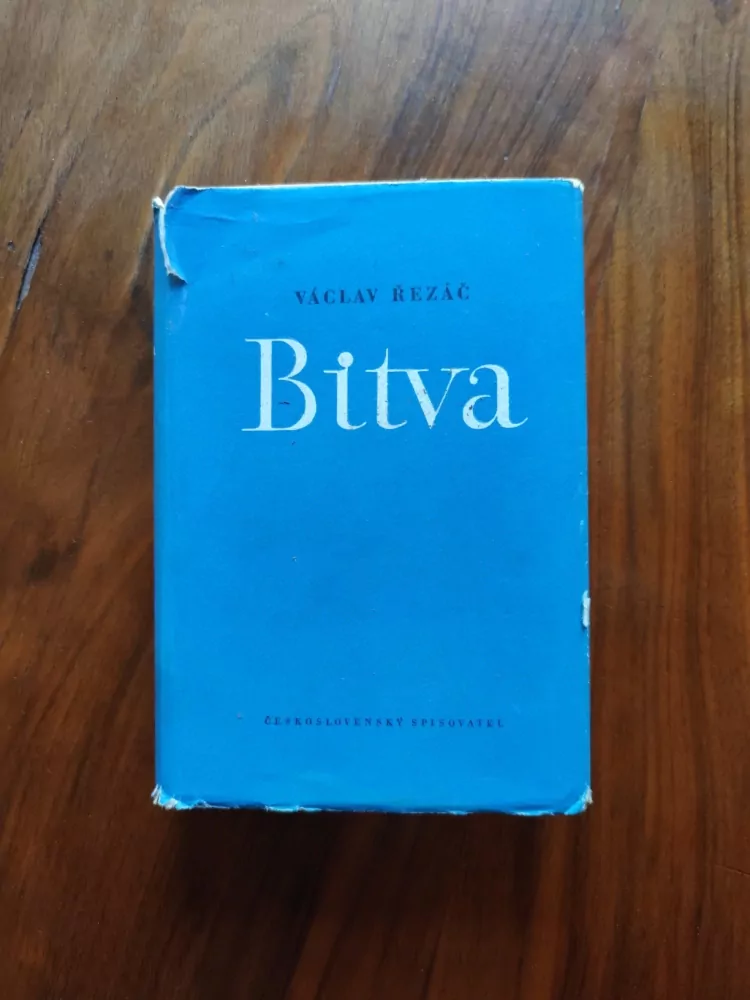 VÁCLAV ŘEZÁČ
Bitva
ČESKOSLOVENSKÝ SPISOVATEL